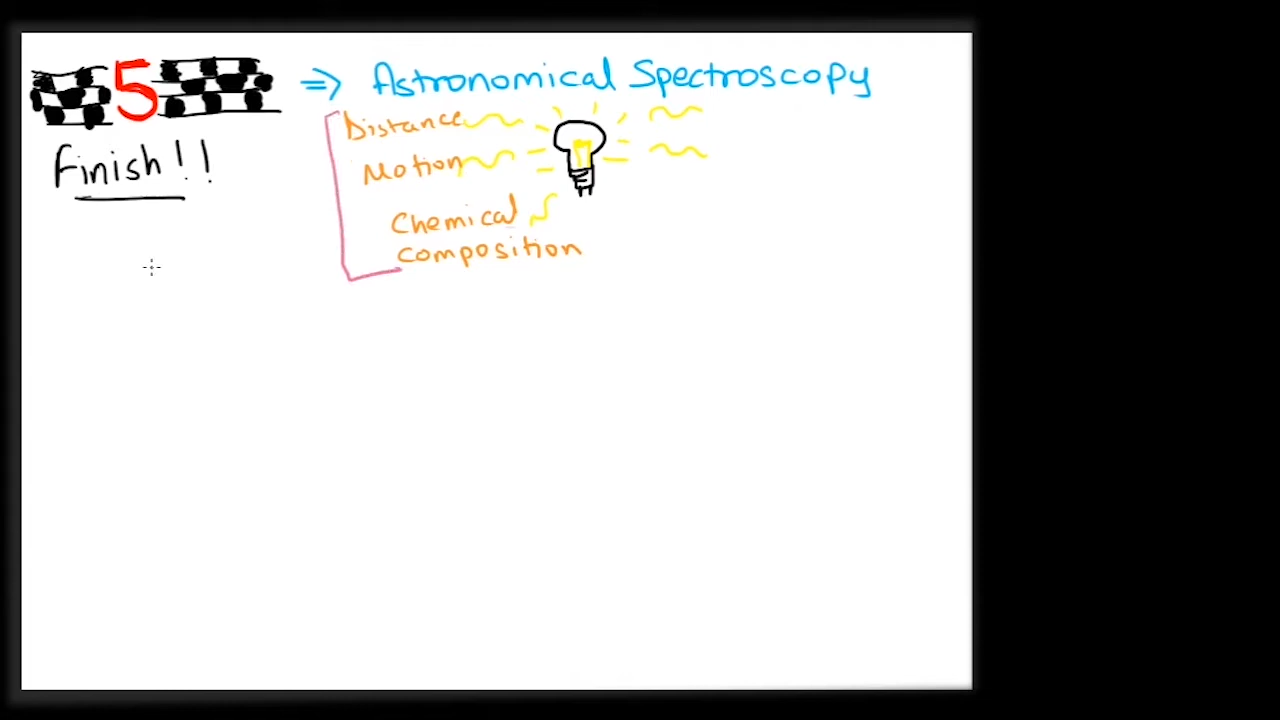 5 => Astronomical Spectroscopy
Finish!!
Distance
Motion
Chemical
composition